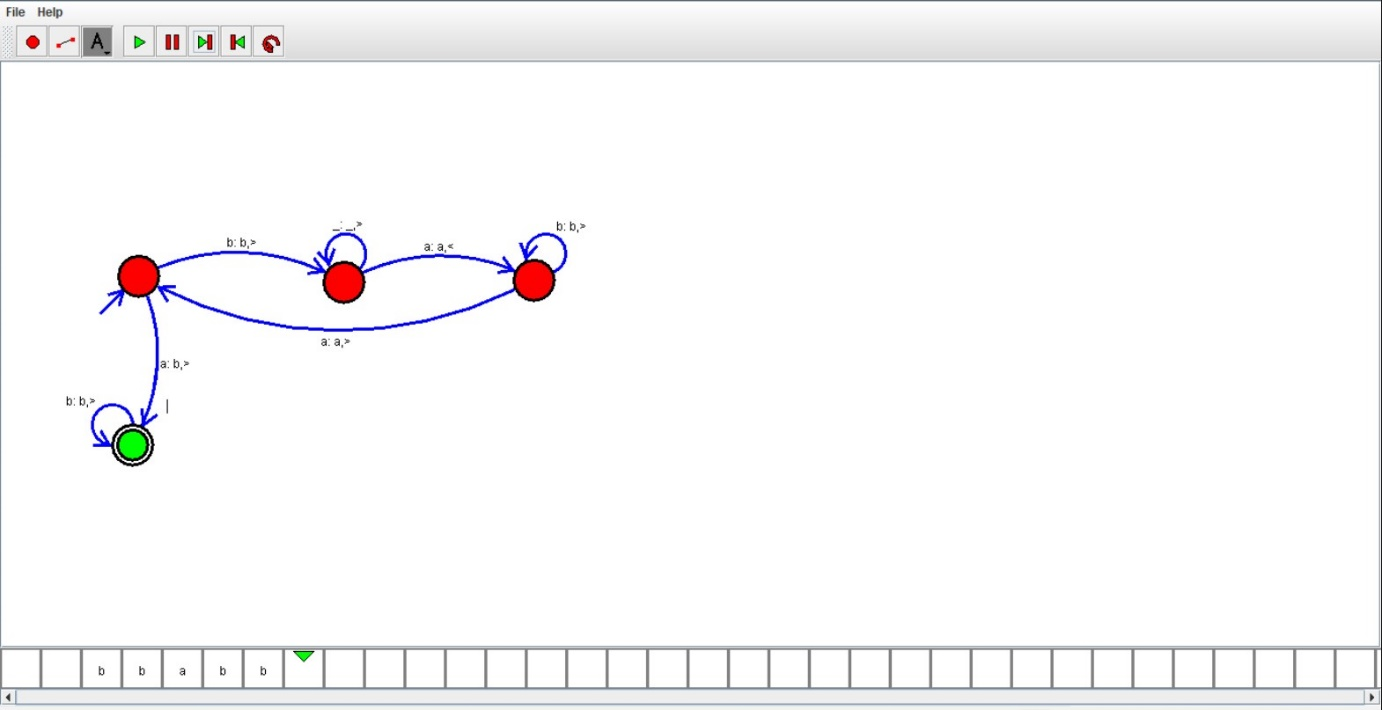 File Help
A
_: _,>
b: b,>
b: b,>
a: a,<
a: a,>
a: b,>
b: b,>
b b a b b